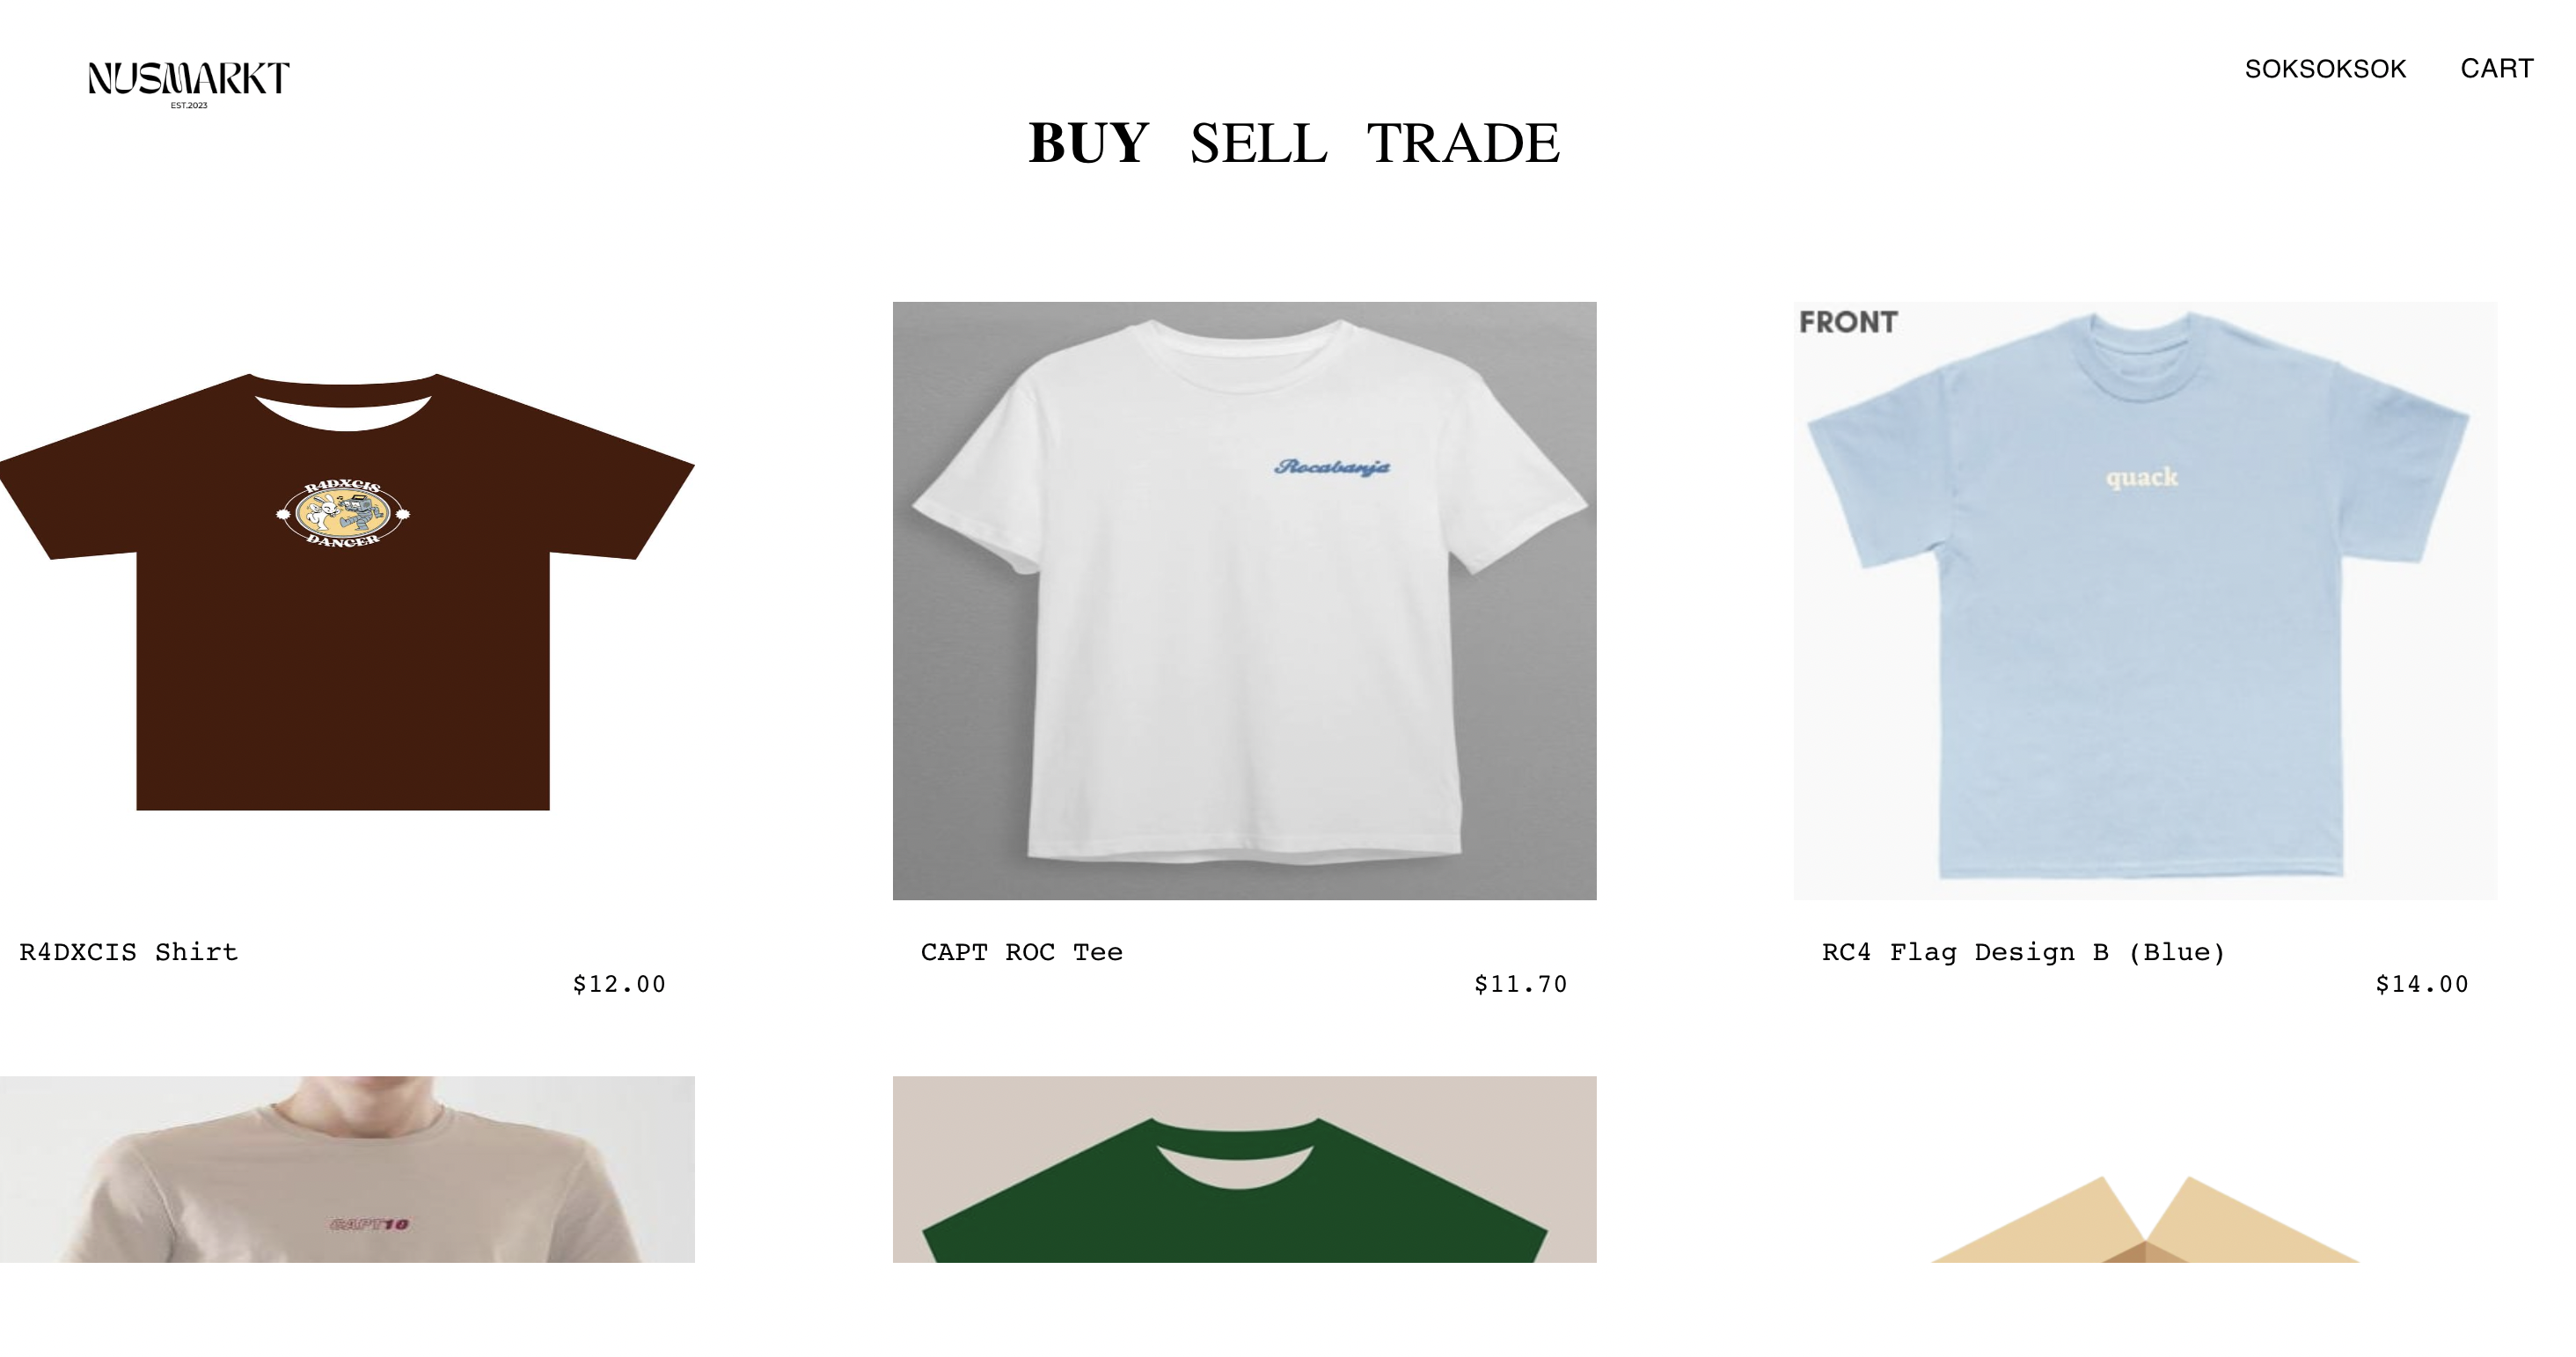 NUSMARKT
EST.2023
SOKSOKSOK CART
BUY SELL TRADE
R4DXCIS
DANCER
Rocabanja
FRONT
quack
R4DXCIS Shirt
$12.00
CAPT ROC Tee
$11.70
RC4 Flag Design B (Blue)
$14.00
CAPT10